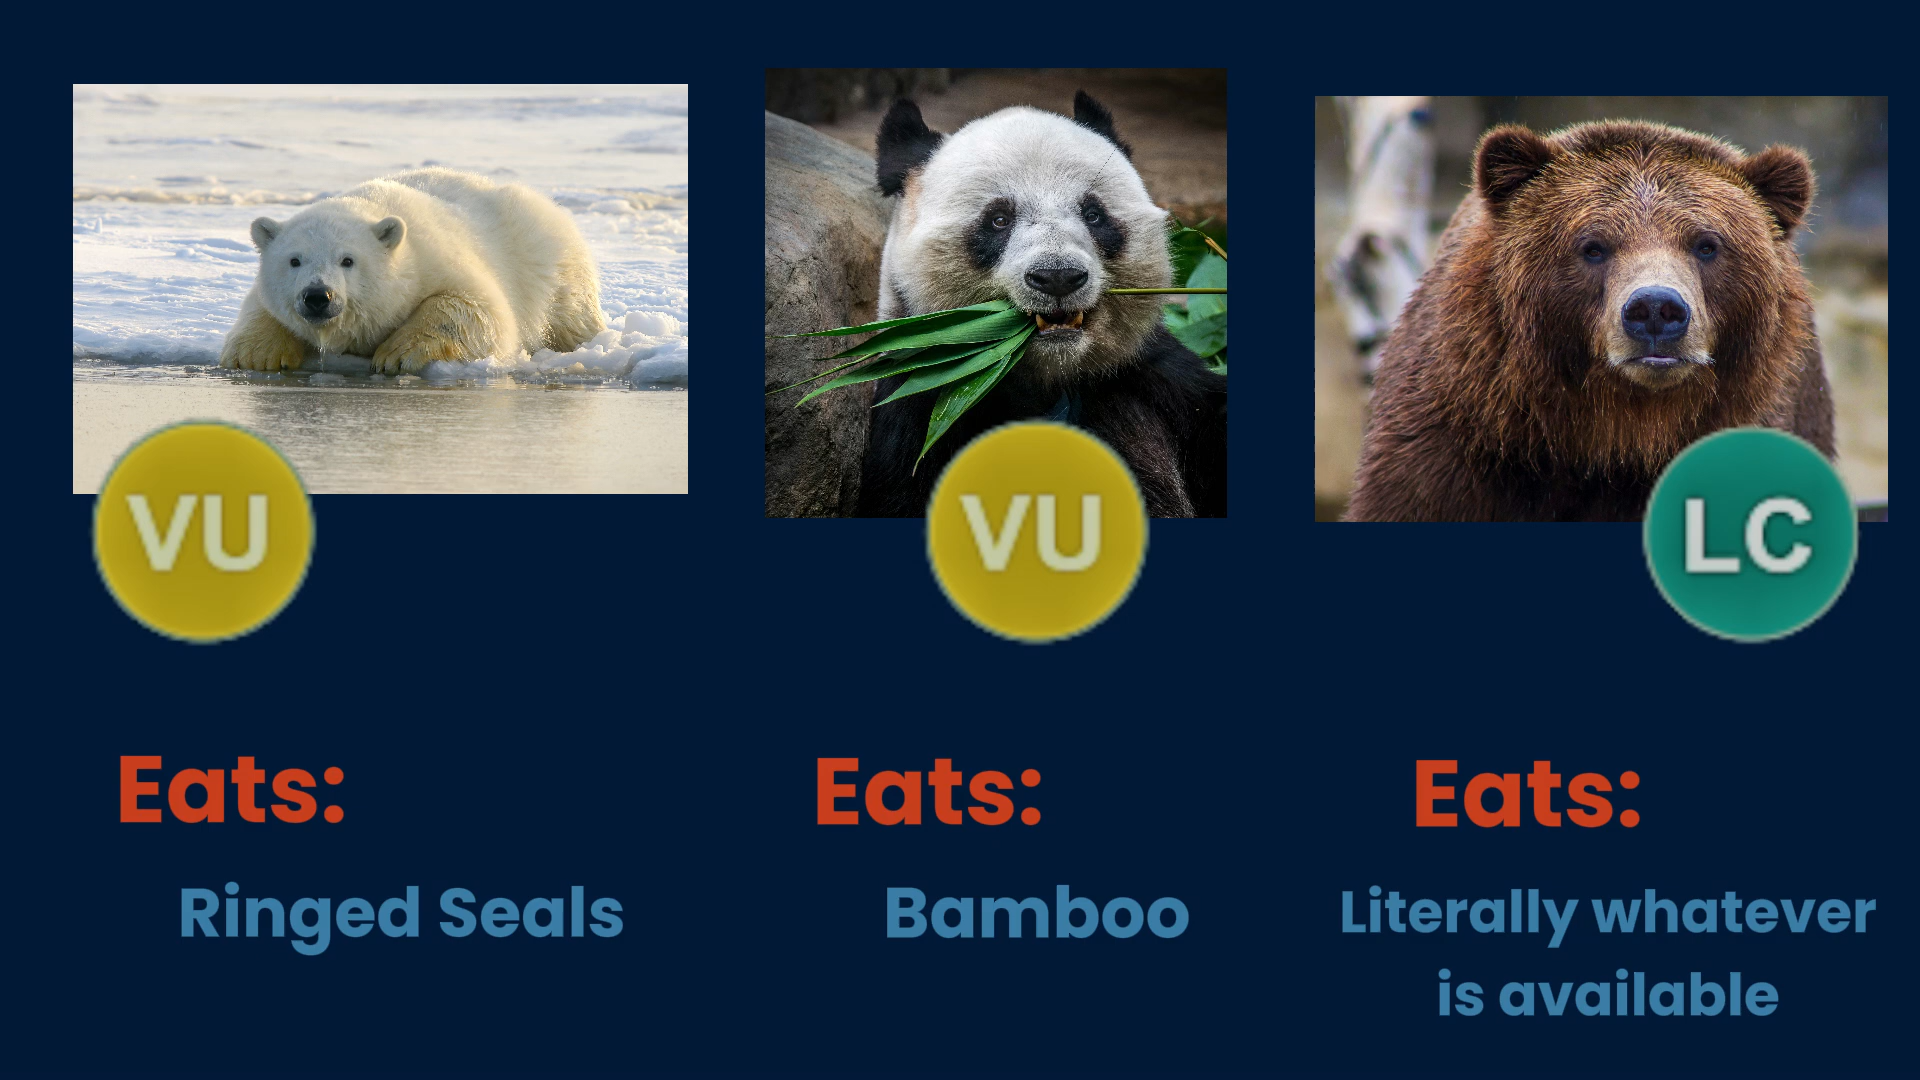 VU
VU
LC
Eats:
Eats:
Eats:
Ringed Seals
Bamboo
Literally whatever
is available